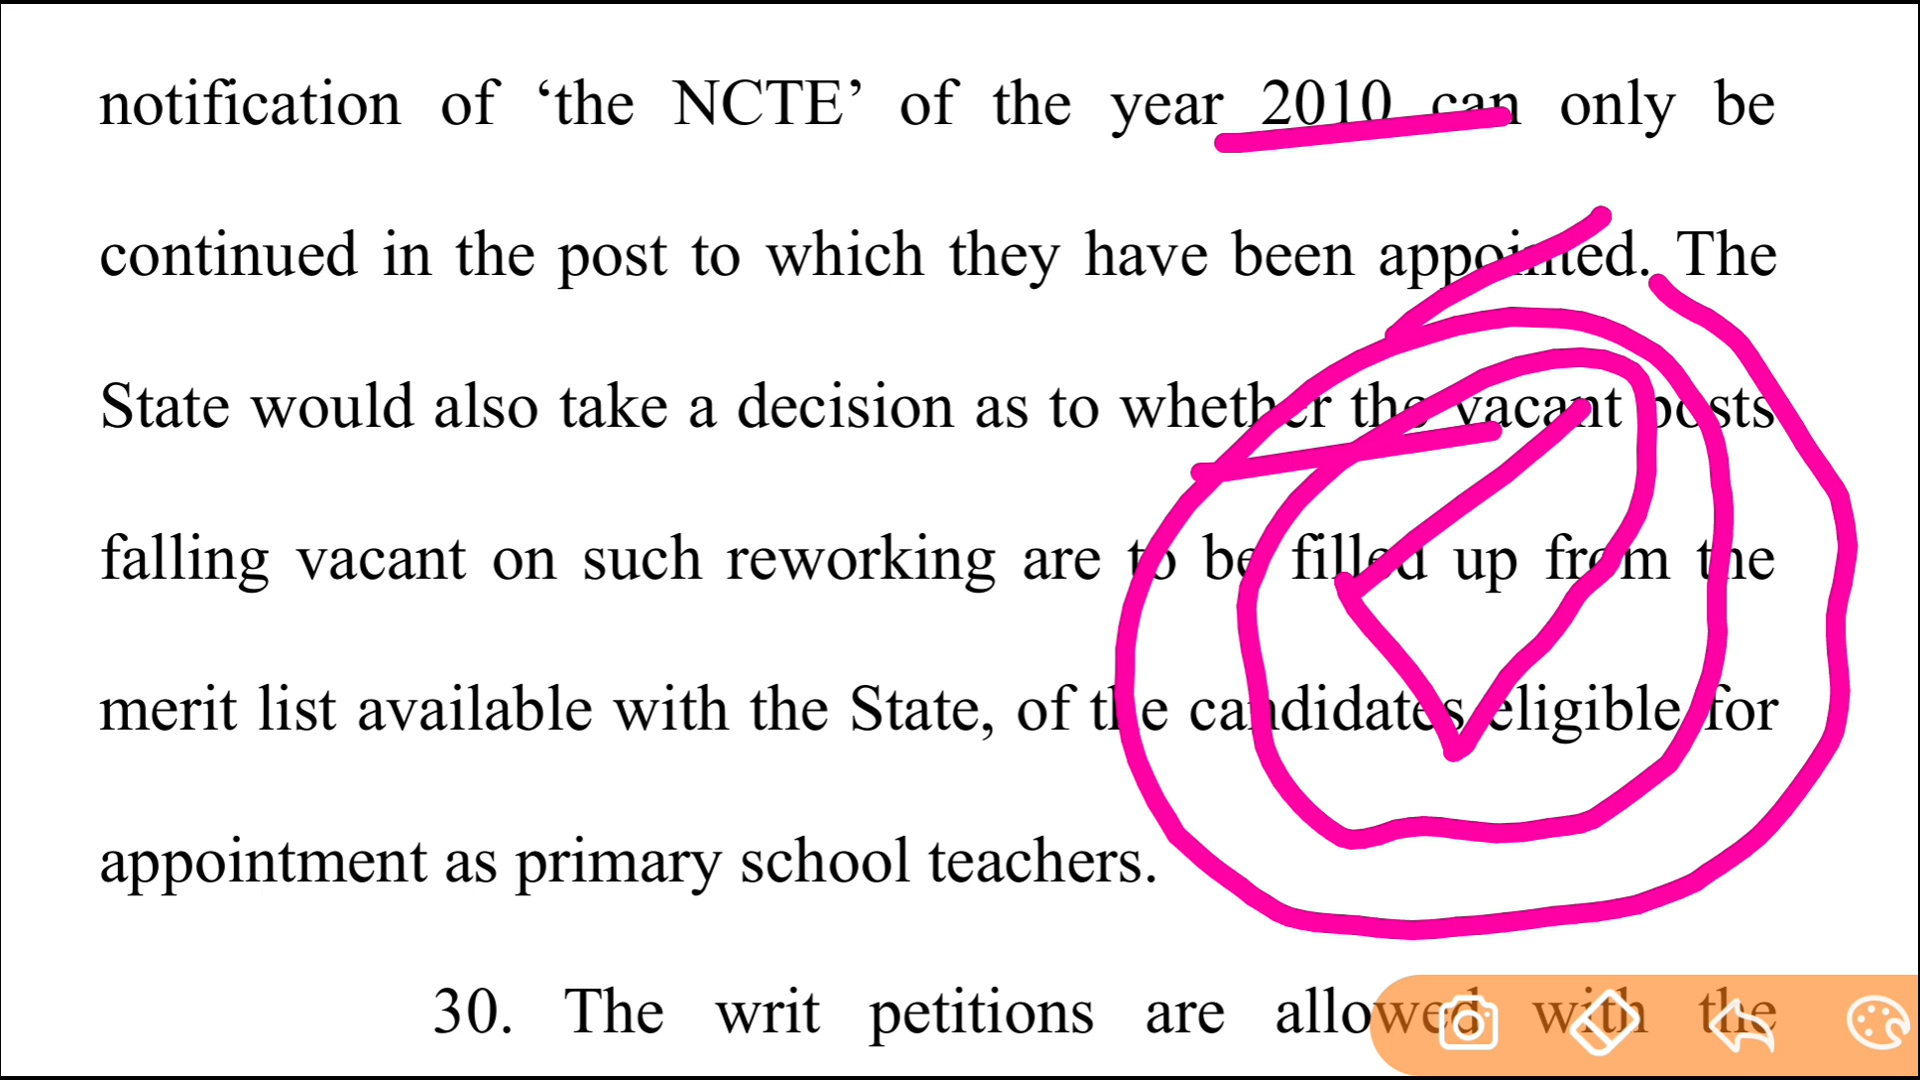 notification of ‘the NCTE’ of the year 2010 can only be
continued in the post to which they have been appointed. The
State would also take a decision as to whether the vacant posts
falling vacant on such reworking are to be filled up from the
merit list available with the State, of the candidates eligible for
appointment as primary school teachers.
30. The writ petitions are allowed with the